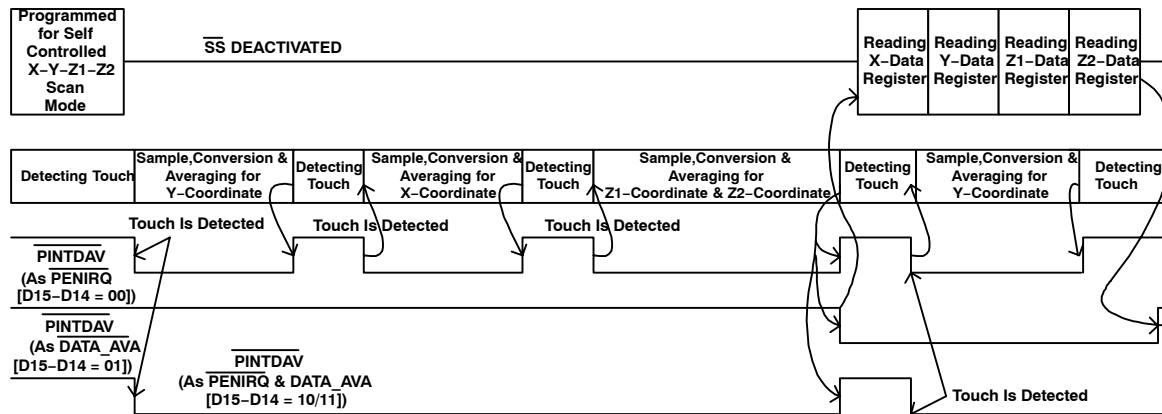 Programmed
for Self
Controlled
X−Y−Z1−Z2
Scan
Mode
SS DEACTIVATED
Reading
X−Data
Register
Reading
Y−Data
Register
Reading
Z1−Data
Register
Reading
Z2−Data
Register
Detecting Touch
Sample,Conversion &
Averaging for
Y−Coordinate
Detecting
Touch
Sample,Conversion &
Averaging for
X−Coordinate
Detecting
Touch
Sample,Conversion &
Averaging for
Z1−Coordinate & Z2−Coordinate
Detecting
Touch
Sample,Conversion &
Averaging for
Y−Coordinate
Detecting
Touch
Touch Is Detected
Touch Is Detected
Touch Is Detected
PINTDAV
(As PENIRQ
[D15−D14 = 00])
PINTDAV
(As DATA_AVA
[D15−D14 = 01])
PINTDAV
(As PENIRQ & DATA_AVA
[D15−D14 = 10/11])
Touch Is Detected